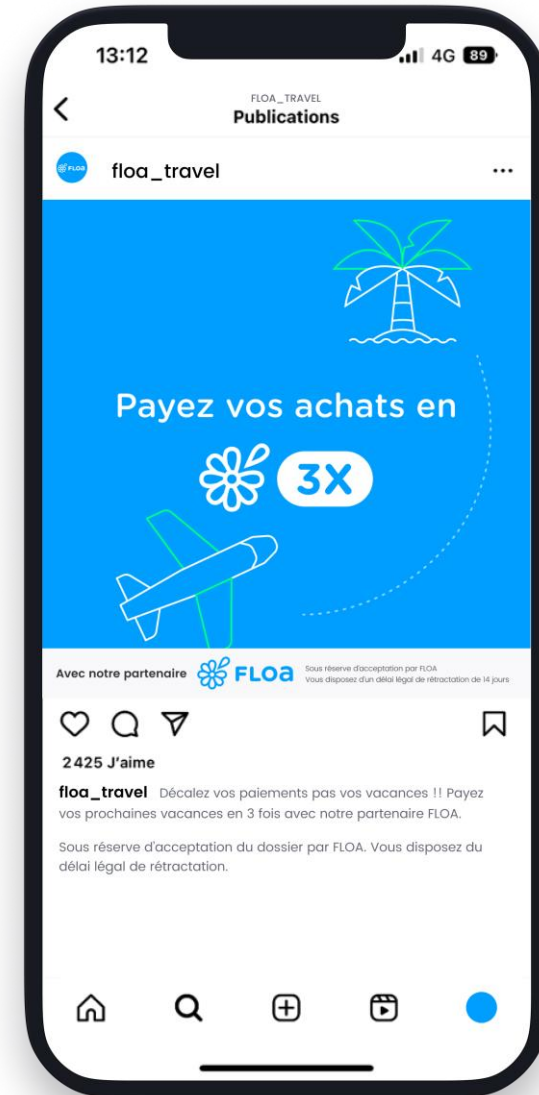 13:12 4G 89
FLOA_TRAVEL
Publications
FLOA floa_travel
Payez vos achats en
3X
Avec notre partenaire FLOA Sous réserve d'acceptation par FLOA
Vous disposez d'un délai légal de rétractation de 14 jours
2425 J'aime
floa_travel Décalez vos paiements pas vos vacances !! Payez
vos prochaines vacances en 3 fois avec notre partenaire FLOA.
Sous réserve d'acceptation du dossier par FLOA. Vous disposez du
délai légal de rétractation.